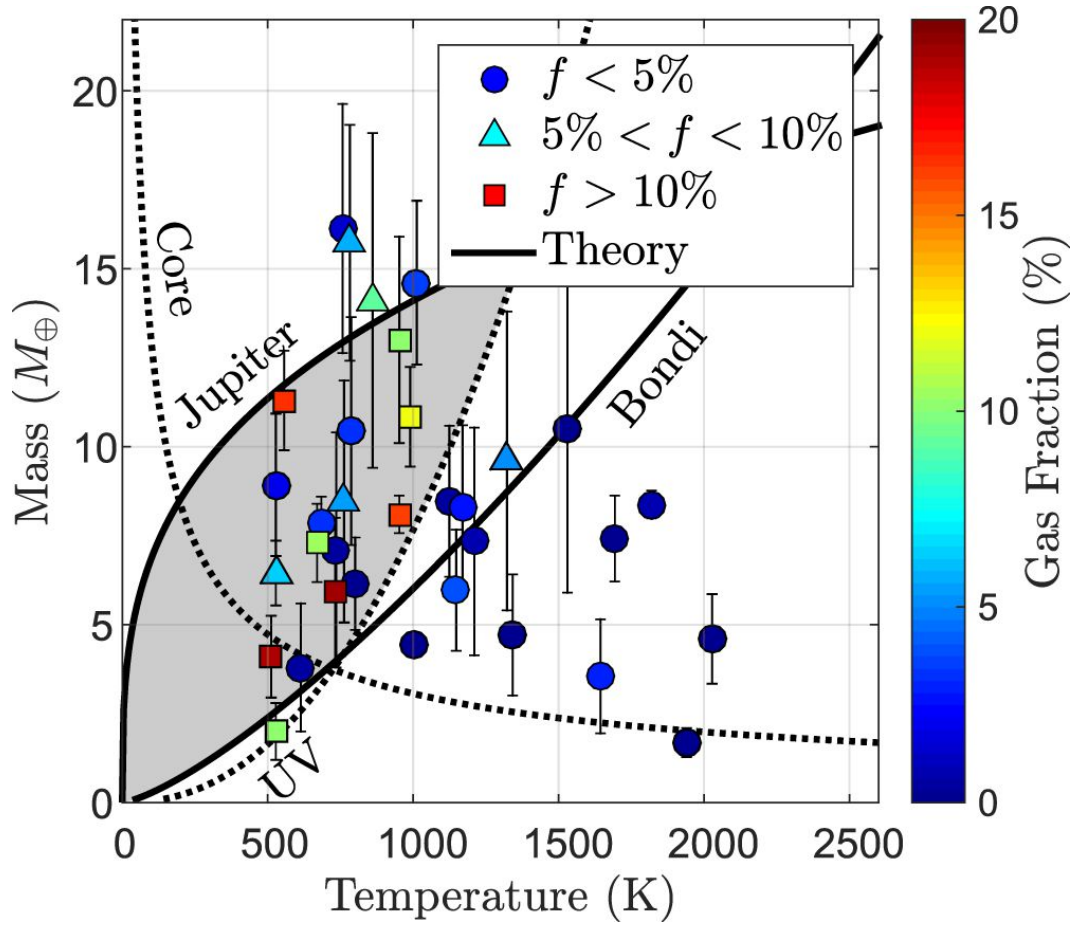 20
15
10
5
0
Mass (M⊕)
0
500
1000
1500
2000
2500
Temperature (K)
Core
Jupiter
Bondi
UV
f < 5%
5% < f < 10%
f > 10%
Theory
20
15
10
5
0
Gas Fraction (%)